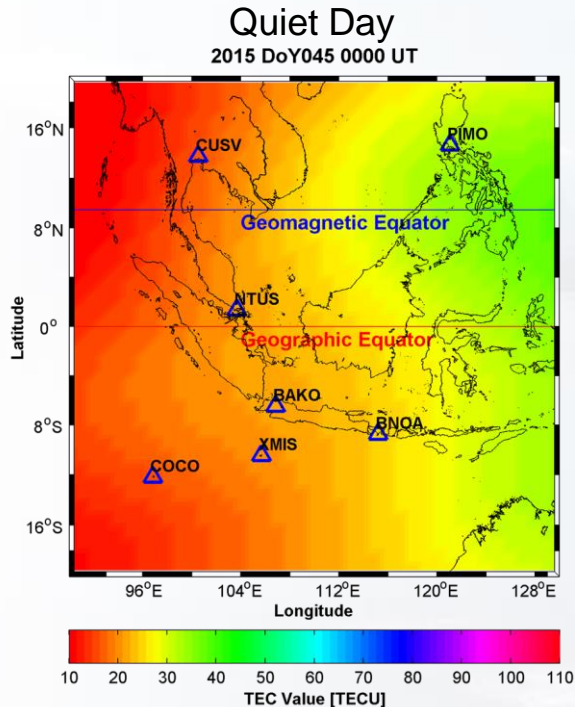 Quiet Day
2015 DoY045 0000 UT
16°N
CUSV
PIMO
Geomagnetic Equator
8°N
NTUS
0°
Geographic Equator
Latitude
BAKO
8°S
BNOA
XMIS
COCO
16°S
96°E 104°E 112°E 120°E 128°E
Longitude
10 20 30 40 50 60 70 80 90 100 110
TEC Value [TECU]